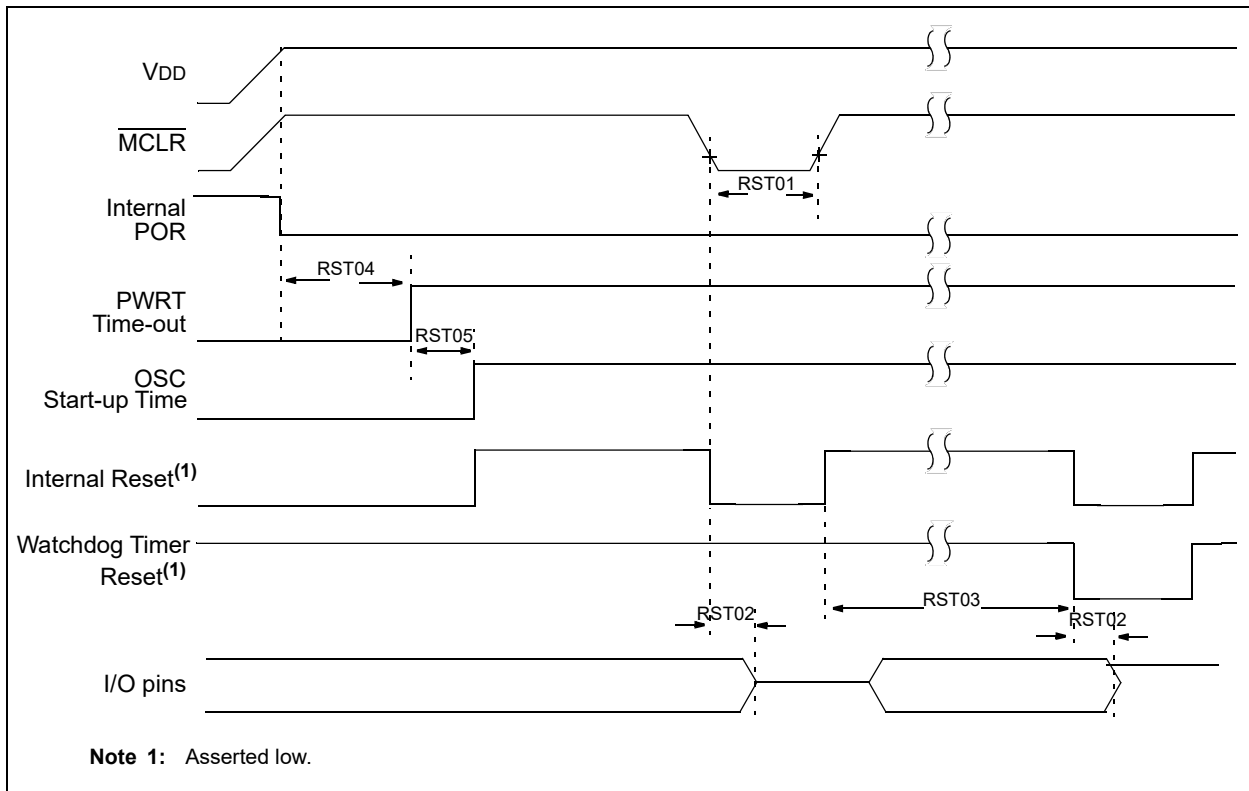 VDD
MCLR
RST01
Internal
POR
RST04
PWRT
Time-out
RST05
OSC
Start-up Time
Internal Reset(1)
Watchdog Timer
Reset(1)
RST03
RST02
RST02
I/O pins
Note 1: Asserted low.